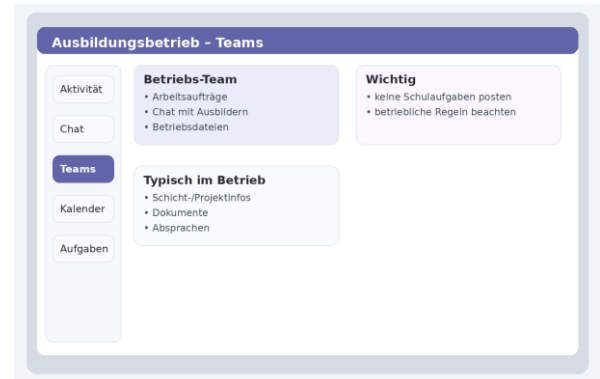 Ausbildungsbetrieb – Teams
Aktivität
Chat
Teams
Kalender
Aufgaben
Betriebs-Team
• Arbeitsaufträge
• Chat mit Ausbildern
• Betriebsdateien
Wichtig
• keine Schulaufgaben posten
• betriebliche Regeln beachten
Typisch im Betrieb
• Schicht-/Projektinfos
• Dokumente
• Absprachen